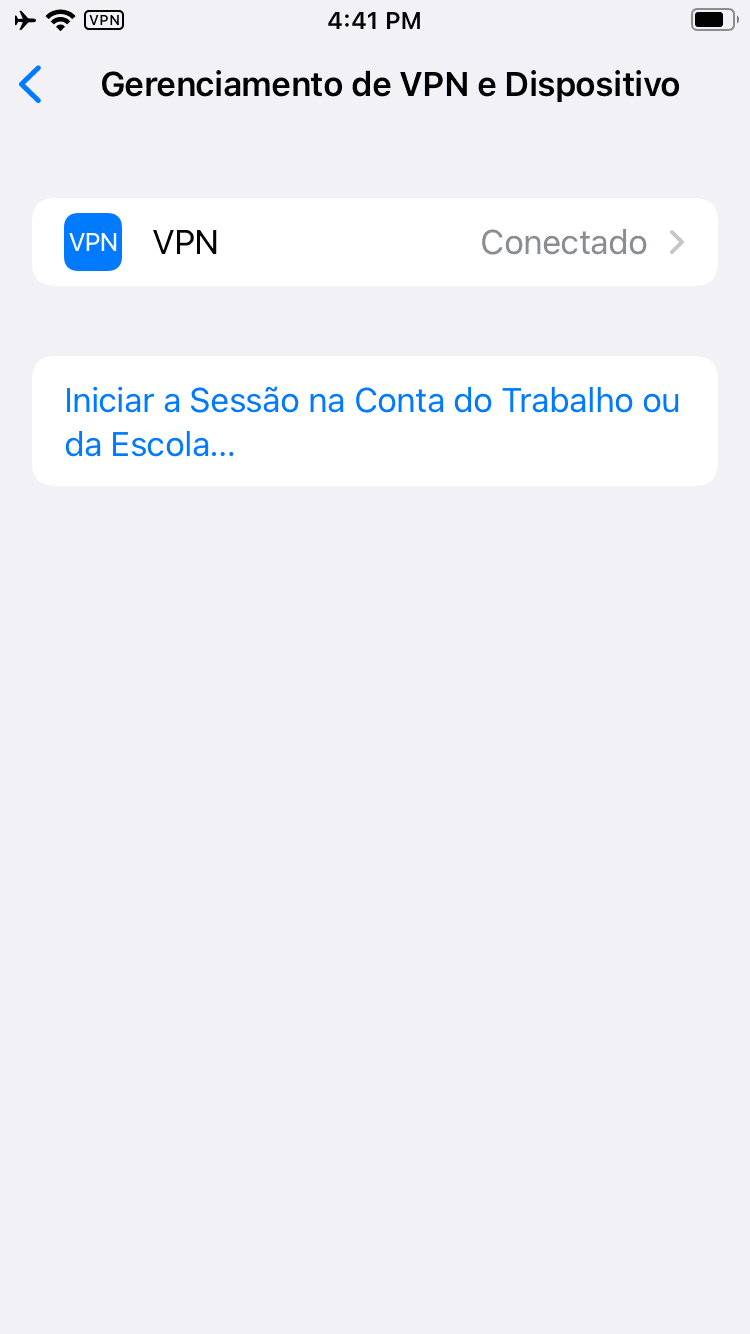 VPN 4:41 PM
Gerenciamento de VPN e Dispositivo
VPN VPN Conectado
Iniciar a Sessão na Conta do Trabalho ou
da Escola...